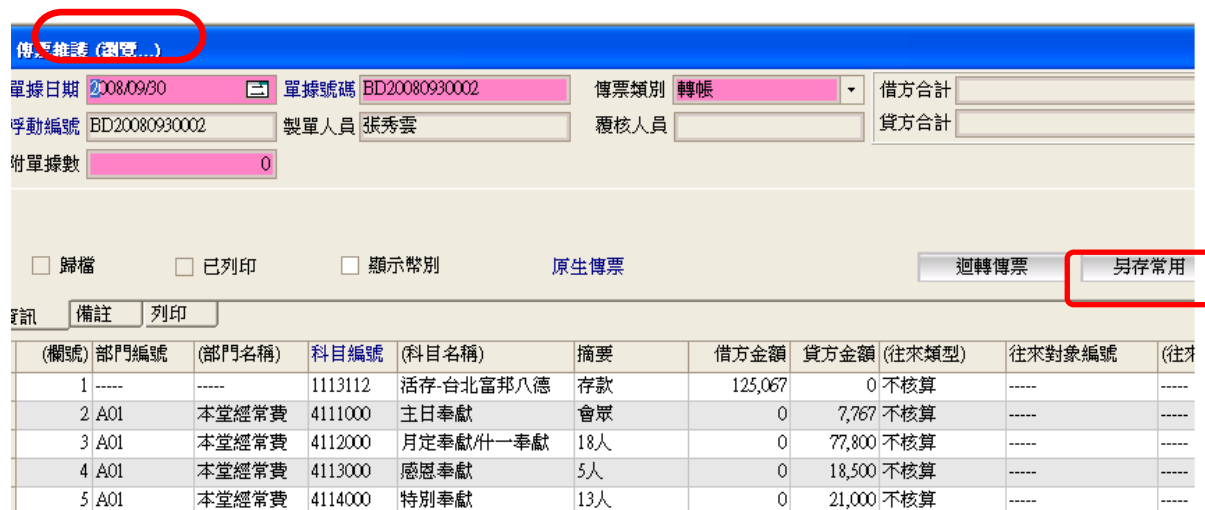 傳票維護 (瀏覽...)
單據日期 2008/09/30 單據號碼 BD20080930002 傳票類別 轉帳 借方合計
浮動編號 BD20080930002 製單人員 張秀雲 覆核人員 貸方合計
附單據數 0
歸檔 已列印 顯示幣別 原生傳票 迴轉傳票 另存常用
資訊 備註 列印
(欄號) 部門編號 (部門名稱) 科目編號 (科目名稱) 摘要 借方金額 貸方金額 (往來類型) 往來對象編號 (往來
1 ----- ----- 1113112 活存-台北富邦八德 存款 125,067 0 不核算 ----- -----
2 A01 本堂經常費 4111000 主日奉獻 會眾 0 7,767 不核算 ----- -----
3 A01 本堂經常費 4112000 月定奉獻/什一奉獻 18人 0 77,800 不核算 ----- -----
4 A01 本堂經常費 4113000 感恩奉獻 5人 0 18,500 不核算 ----- -----
5 A01 本堂經常費 4114000 特別奉獻 13人 0 21,000 不核算 ----- -----